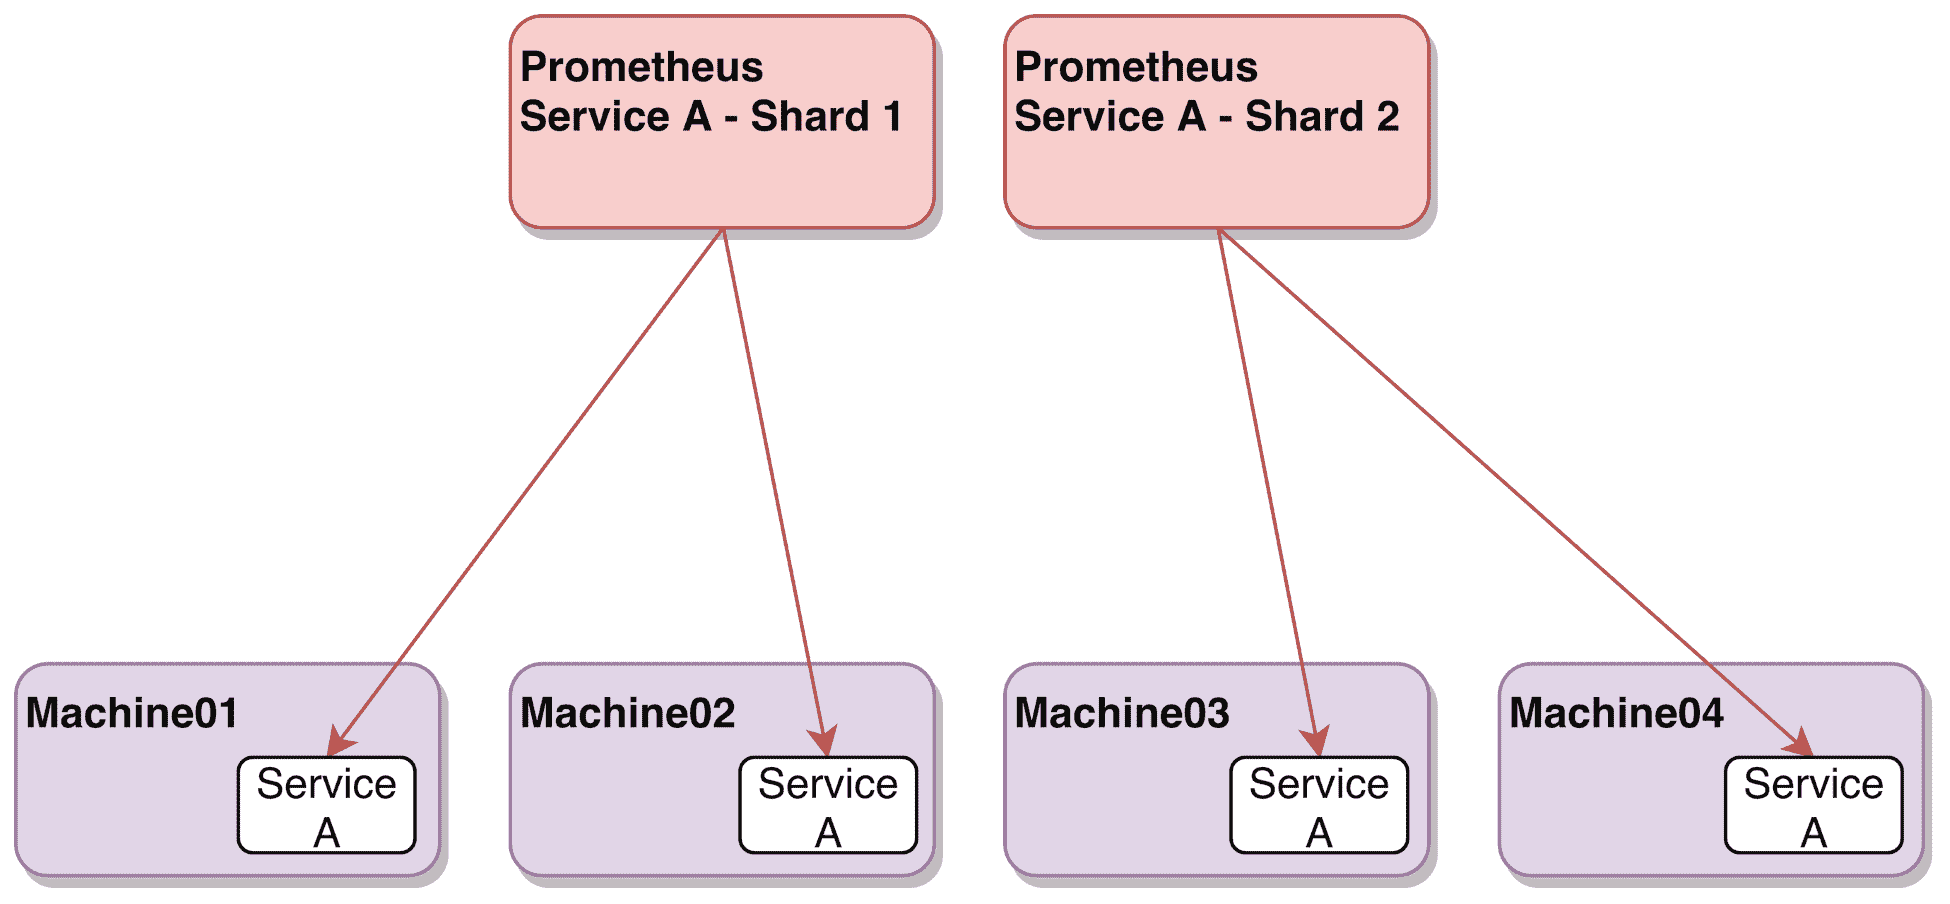 Prometheus
Service A - Shard 1
Prometheus
Service A - Shard 2
Machine01
Service
A
Machine02
Service
A
Machine03
Service
A
Machine04
Service
A